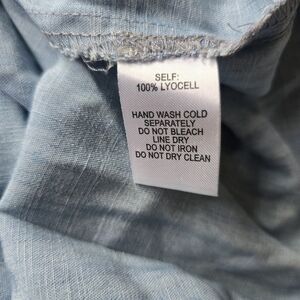 SELF:
100% LYOCELL
HAND WASH COLD
SEPARATELY
DO NOT BLEACH
LINE DRY
DO NOT IRON
DO NOT DRY CLEAN